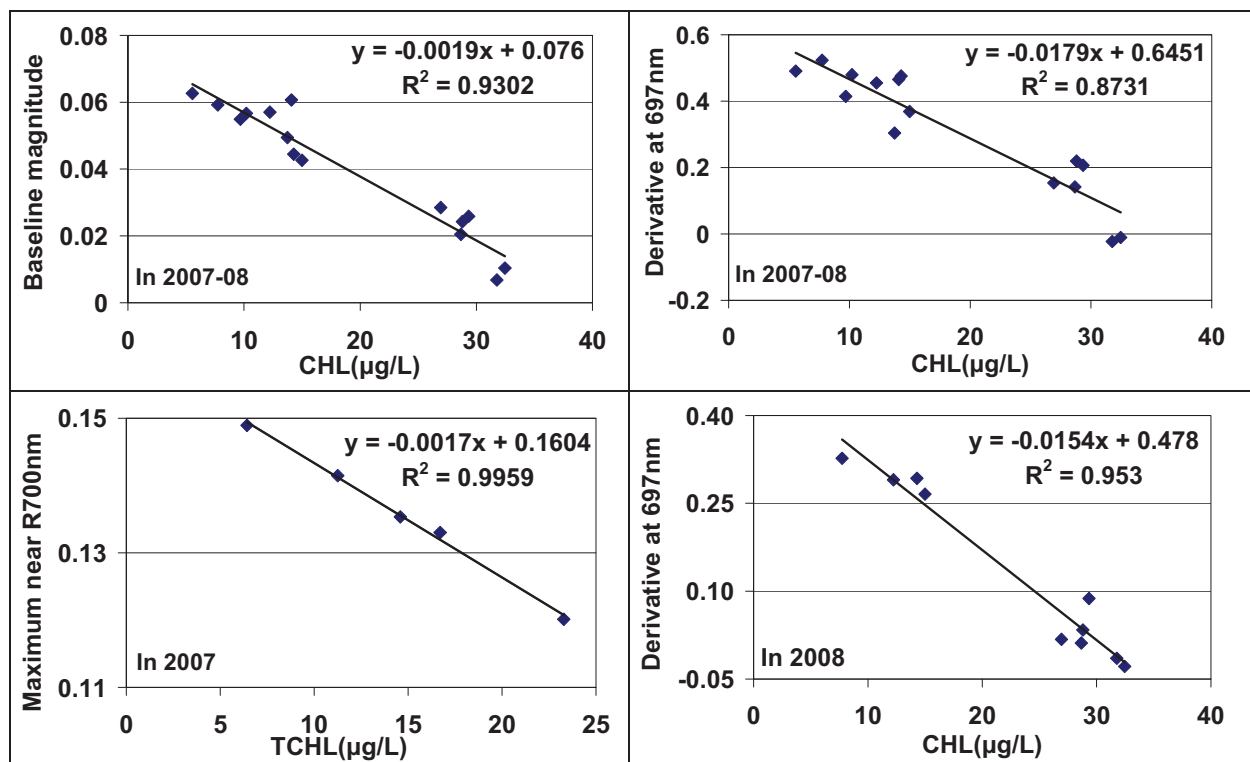 y = -0.0019x + 0.076
R² = 0.9302
0.08
0.06
0.04
0.02
0
Baseline magnitude
In 2007-08
0 10 20 30 40
CHL(µg/L)
y = -0.0179x + 0.6451
R² = 0.8731
0.6
0.4
0.2
0
-0.2
Derivative at 697nm
In 2007-08
0 10 20 30 40
CHL(µg/L)
y = -0.0017x + 0.1604
R² = 0.9959
0.15
0.13
0.11
Maximum near R700nm
In 2007
0 5 10 15 20 25
TCHL(µg/L)
y = -0.0154x + 0.478
R² = 0.953
0.40
0.25
0.10
-0.05
Derivative at 697nm
In 2008
0 10 20 30 40
CHL(µg/L)